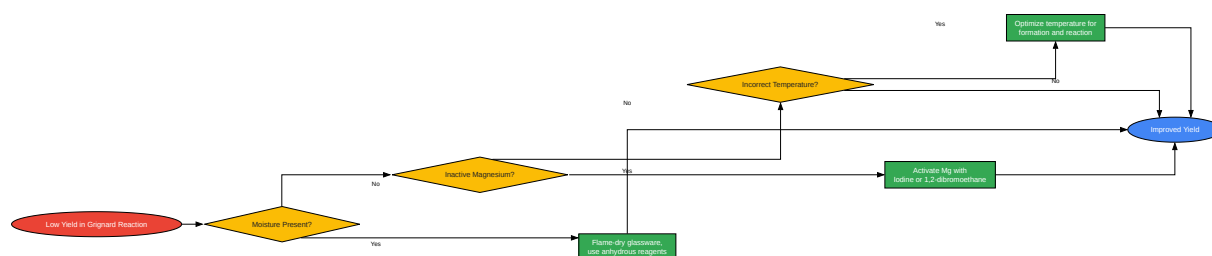 Low Yield in Grignard Reaction
Moisture Present?
No
Yes
Inactive Magnesium?
No
Yes
Flame-dry glassware,
use anhydrous reagents
Incorrect Temperature?
Yes
No
Activate Mg with
Iodine or 1,2-dibromoethane
Optimize temperature for
formation and reaction
Improved Yield